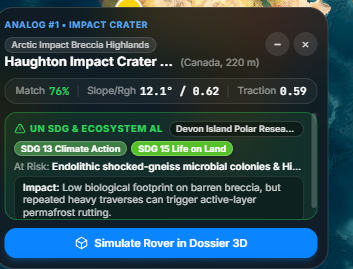 ANALOG #1 • IMPACT CRATER
Arctic Impact Breccia Highlands
Haughton Impact Crater ... (Canada, 220 m)
Match 76% Slope/Rgh 12.1° / 0.62 Traction 0.59
UN SDG & ECOSYSTEM AL Devon Island Polar Resea...
SDG 13 Climate Action SDG 15 Life on Land
At Risk: Endolithic shocked-gneiss microbial colonies & Hi...
Impact: Low biological footprint on barren breccia, but
repeated heavy traverses can trigger active-layer
permafrost rutting.
Simulate Rover in Dossier 3D